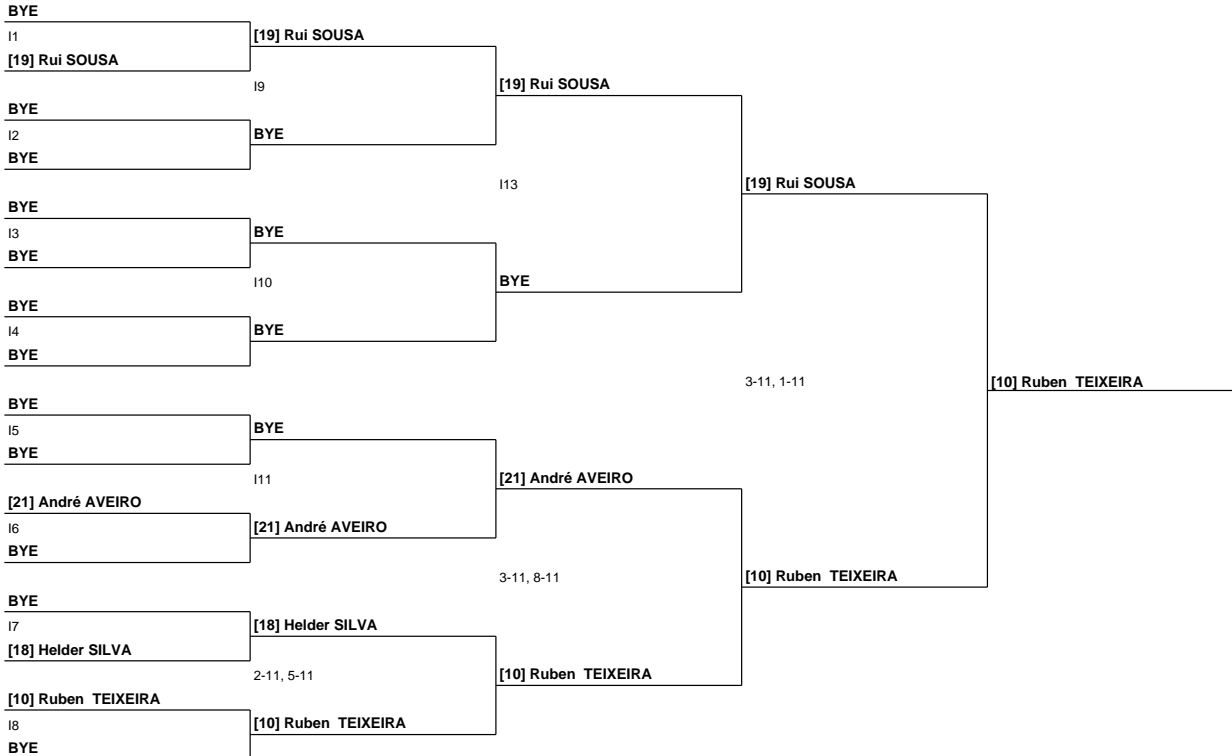 BYE
I1
[19] Rui SOUSA
[19] Rui SOUSA
I9
[19] Rui SOUSA
BYE
I2
BYE
BYE
I13
[19] Rui SOUSA
BYE
I3
BYE
BYE
I10
BYE
BYE
I4
BYE
BYE
3-11, 1-11
[10] Ruben  TEIXEIRA
BYE
I5
BYE
BYE
I11
[21] André AVEIRO
[21] André AVEIRO
I6
BYE
[21] André AVEIRO
3-11, 8-11
[10] Ruben  TEIXEIRA
BYE
I7
[18] Helder SILVA
[18] Helder SILVA
2-11, 5-11
[10] Ruben  TEIXEIRA
[10] Ruben  TEIXEIRA
I8
BYE
[10] Ruben  TEIXEIRA